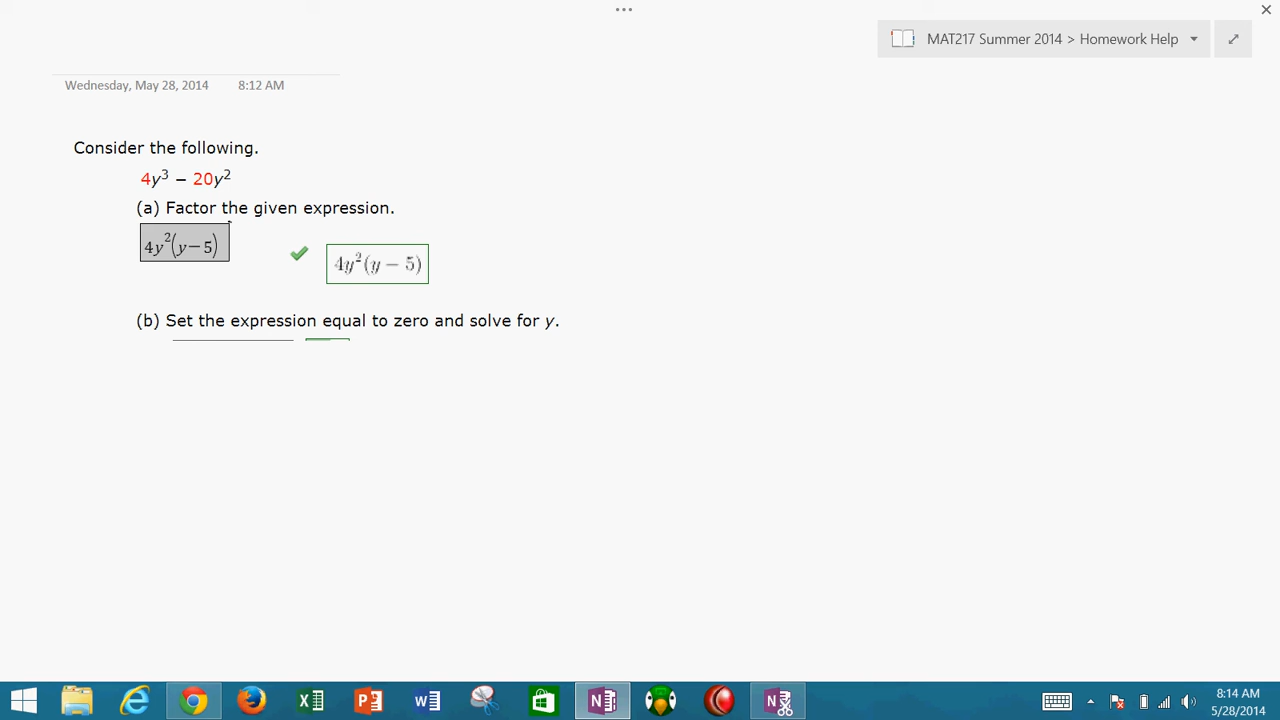 MAT217 Summer 2014 > Homework Help
Wednesday, May 28, 2014 8:12 AM
Consider the following.
4y³ − 20y²
(a) Factor the given expression.
4y²(y−5)
4y²(y − 5)
(b) Set the expression equal to zero and solve for y.
8:14 AM
5/28/2014